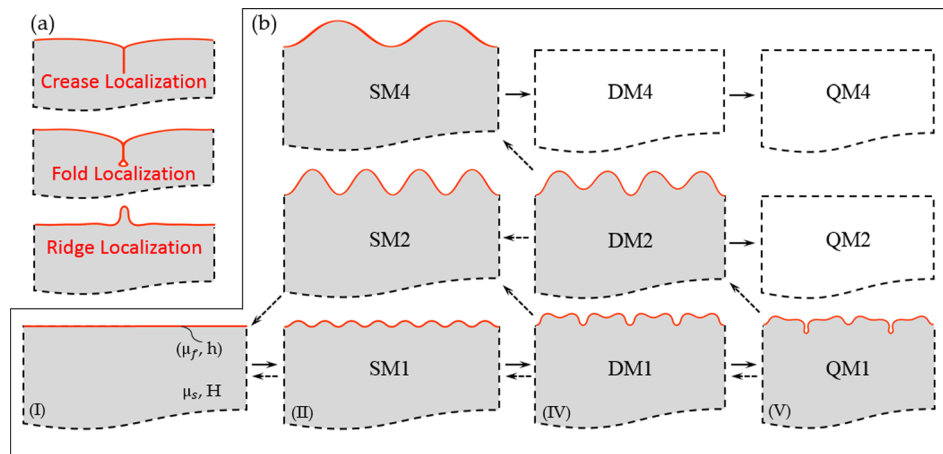 (a)
Crease Localization
Fold Localization
Ridge Localization
(b)
SM4
DM4
QM4
SM2
DM2
QM2
(μ_f, h)
μ_s, H
(I)
SM1
(II)
DM1
(IV)
QM1
(V)